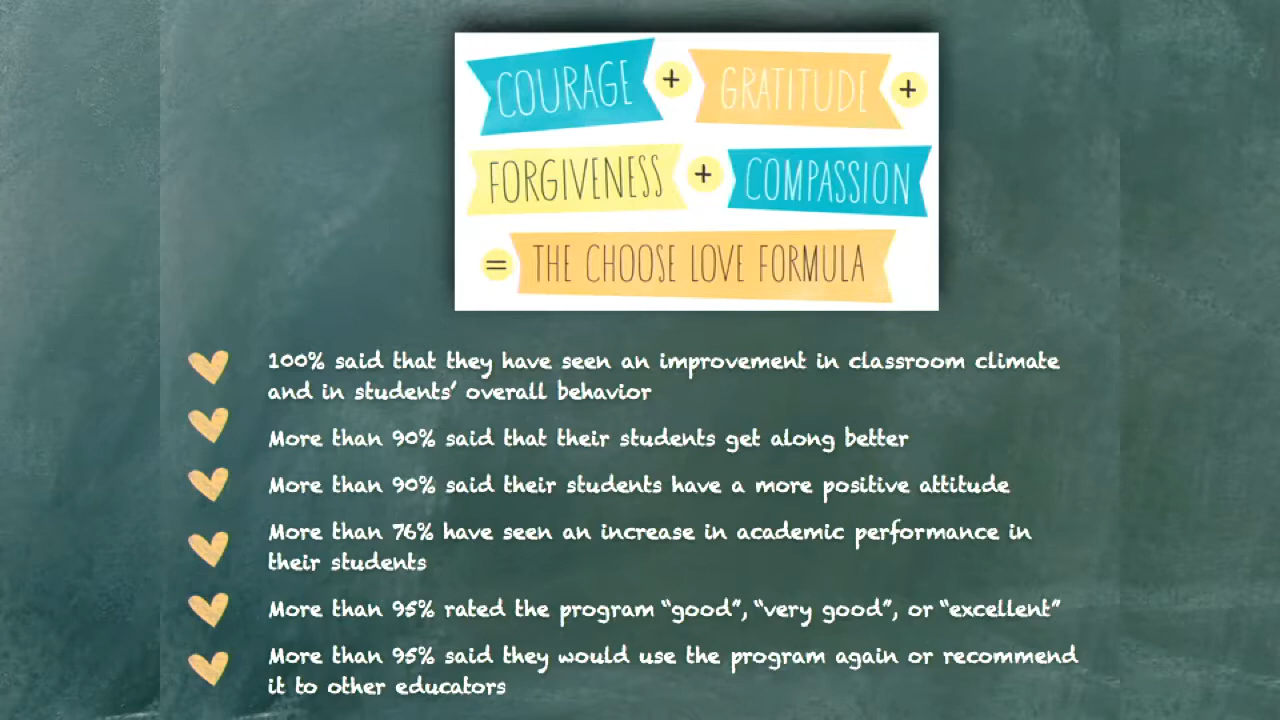 COURAGE + GRATITUDE +
FORGIVENESS + COMPASSION
= THE CHOOSE LOVE FORMULA
100% said that they have seen an improvement in classroom climate
and in students’ overall behavior
More than 90% said that their students get along better
More than 90% said their students have a more positive attitude
More than 76% have seen an increase in academic performance in
their students
More than 95% rated the program “good”, “very good”, or “excellent”
More than 95% said they would use the program again or recommend
it to other educators